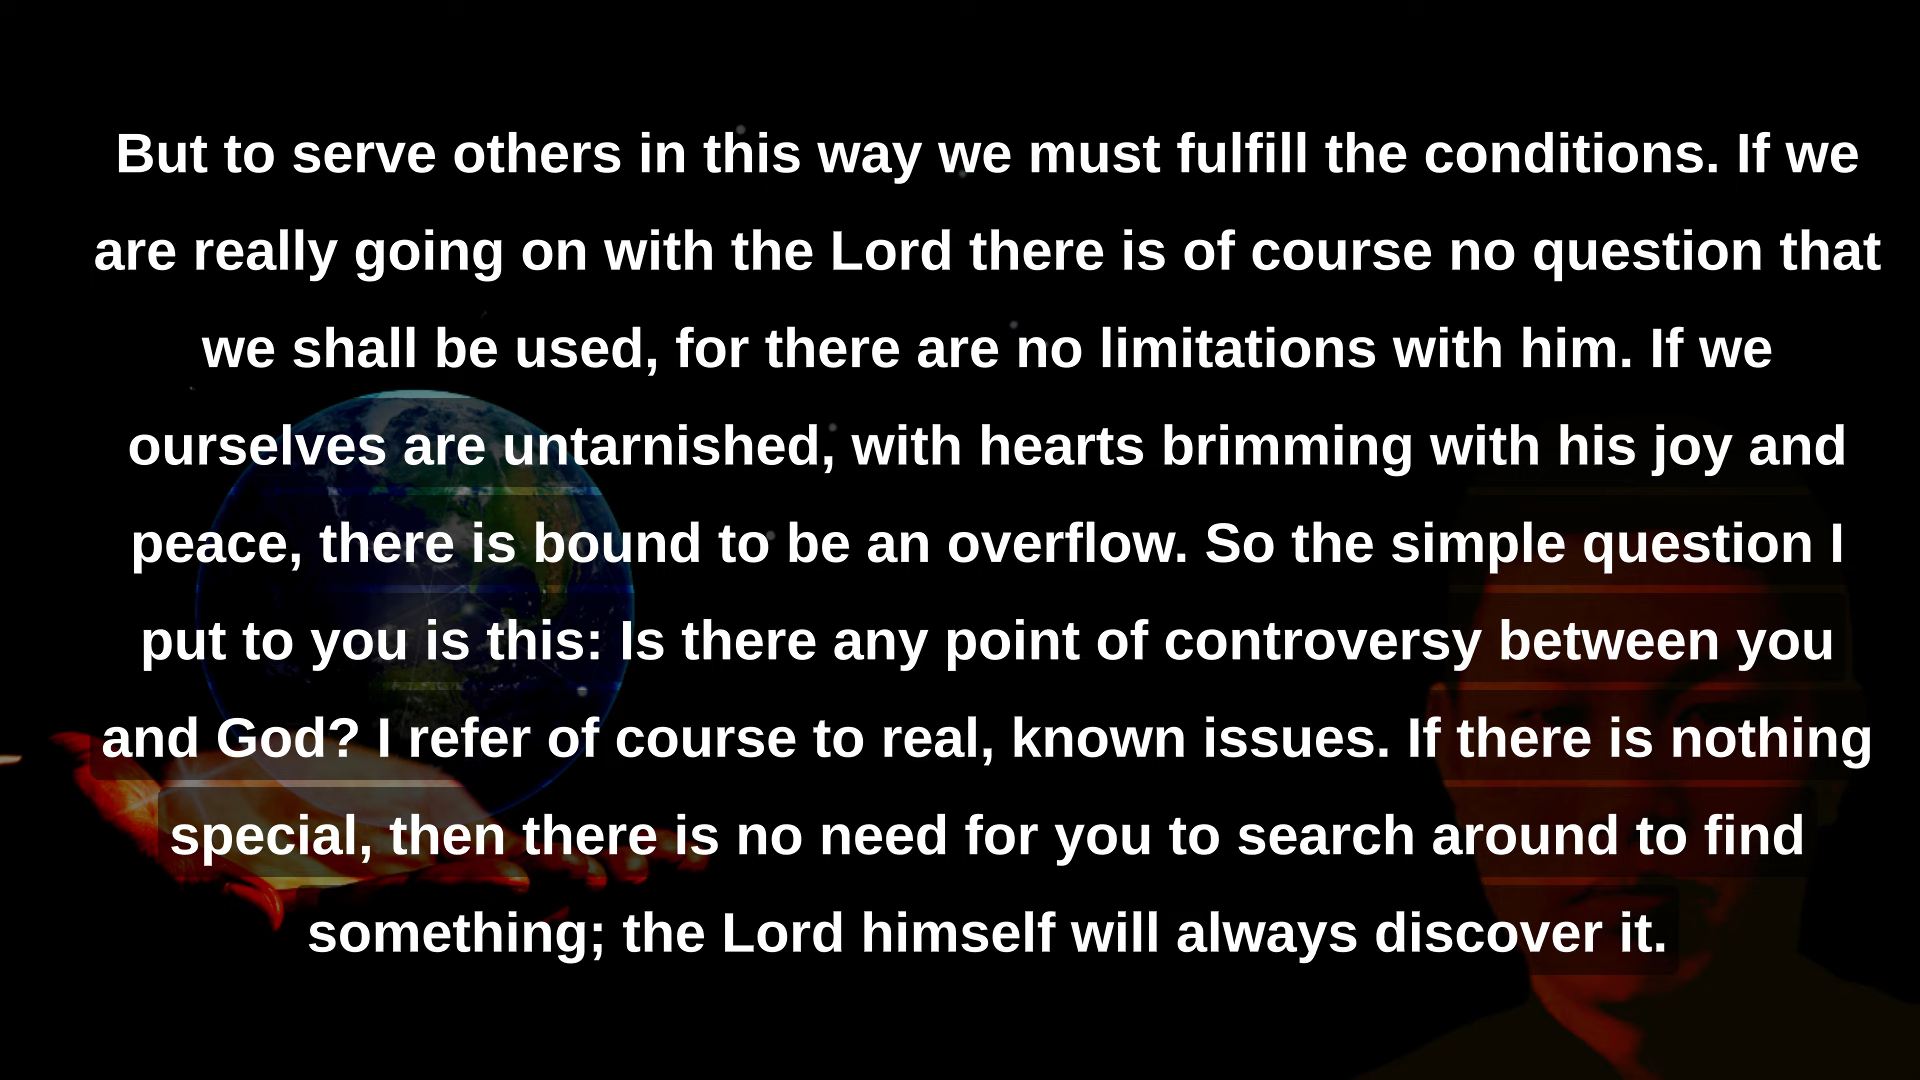 But to serve others in this way we must fulfill the conditions. If we
are really going on with the Lord there is of course no question that
we shall be used, for there are no limitations with him. If we
ourselves are untarnished, with hearts brimming with his joy and
peace, there is bound to be an overflow. So the simple question I
put to you is this: Is there any point of controversy between you
and God? I refer of course to real, known issues. If there is nothing
special, then there is no need for you to search around to find
something; the Lord himself will always discover it.